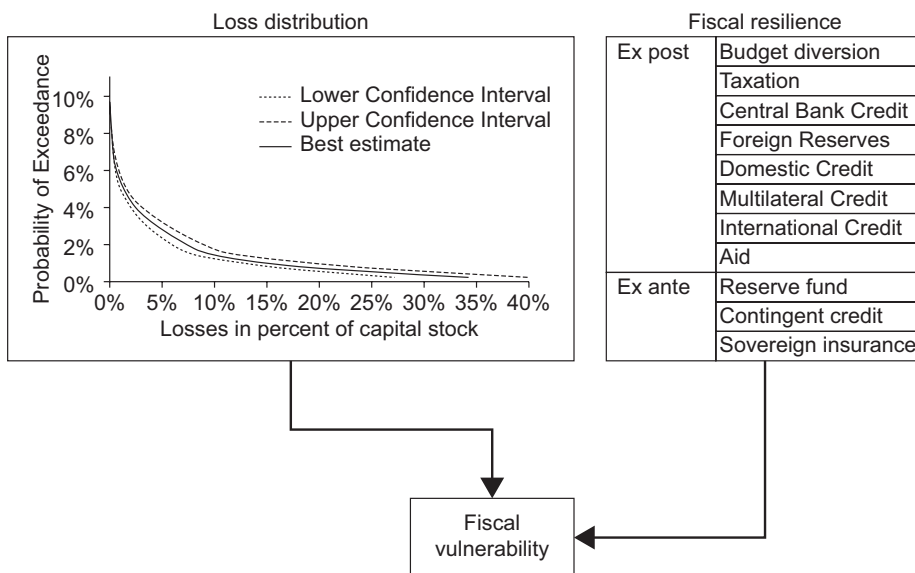 Loss distribution
Probability of Exceedance
10%
8%
6%
4%
2%
0%
0% 5% 10% 15% 20% 25% 30% 35% 40%
Losses in percent of capital stock
Lower Confidence Interval
Upper Confidence Interval
Best estimate
Fiscal resilience
Ex post
Budget diversion
Taxation
Central Bank Credit
Foreign Reserves
Domestic Credit
Multilateral Credit
International Credit
Aid
Ex ante
Reserve fund
Contingent credit
Sovereign insurance
Fiscal
vulnerability